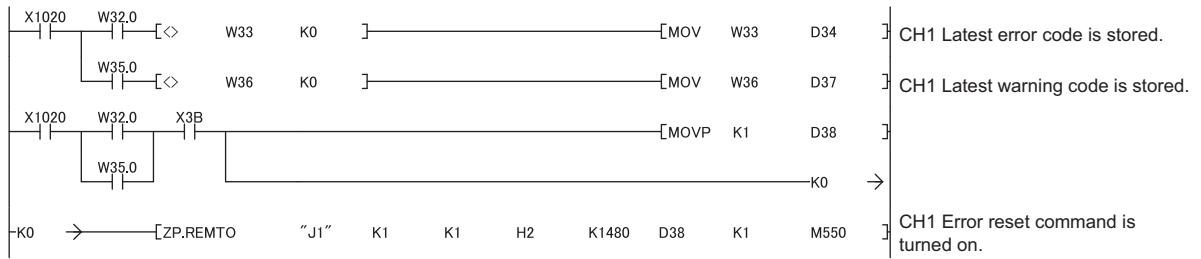 X1020 W32.0
<> W33 K0 MOV W33 D34 CH1 Latest error code is stored.
W35.0
<> W36 K0 MOV W36 D37 CH1 Latest warning code is stored.
X1020 W32.0 X3B
MOVP K1 D38
W35.0
K0
K0 ZP.REMTO "J1" K1 K1 H2 K1480 D38 K1 M550 CH1 Error reset command is
turned on.